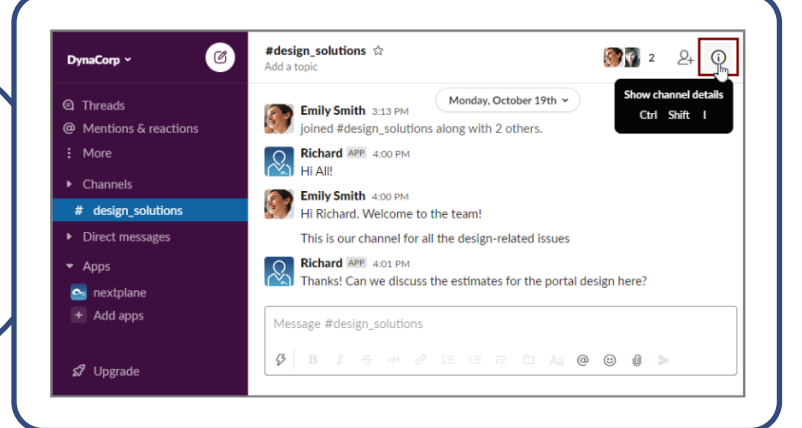 DynaCorp
#design_solutions
Add a topic
2
Show channel details
Ctrl Shift I
Threads
Mentions & reactions
More
Channels
# design_solutions
Direct messages
Apps
nextplane
+ Add apps
Upgrade
Monday, October 19th
Emily Smith 3:13 PM
joined #design_solutions along with 2 others.
Richard APP 4:00 PM
Hi All!
Emily Smith 4:00 PM
Hi Richard. Welcome to the team!
This is our channel for all the design-related issues
Richard APP 4:01 PM
Thanks! Can we discuss the estimates for the portal design here?
Message #design_solutions
B I S </> Aa @